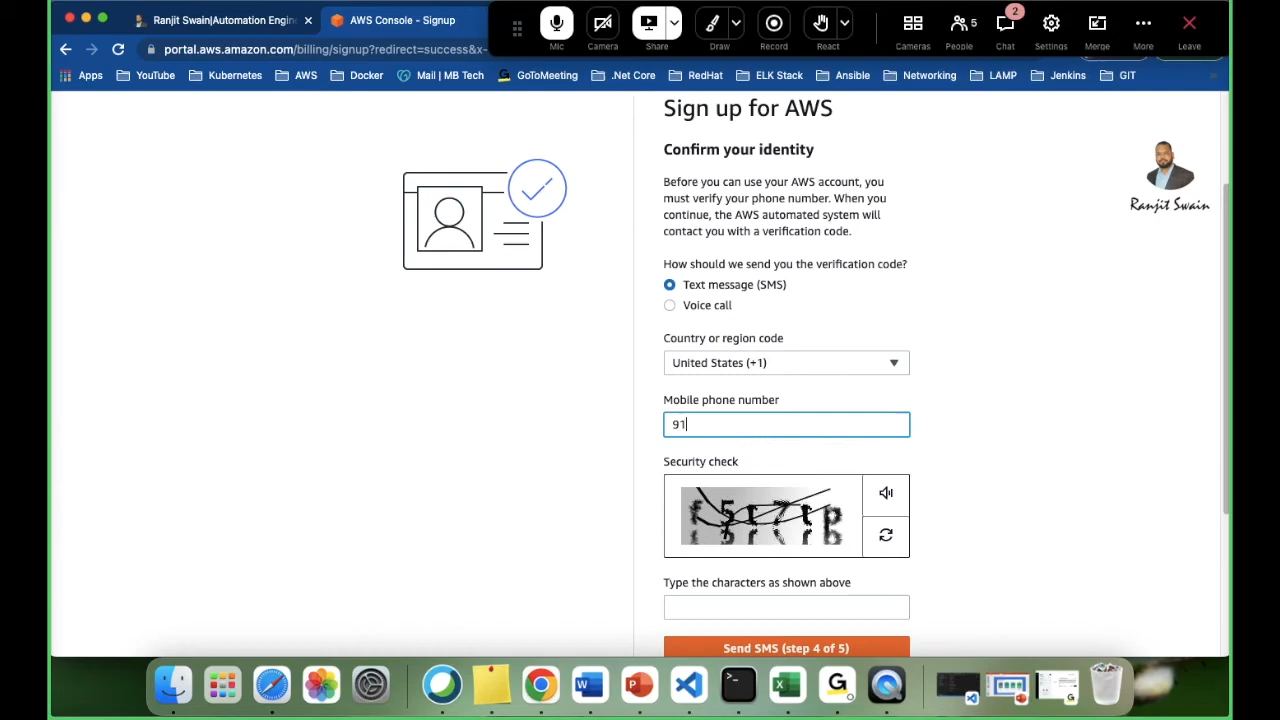 Ranjit Swain|Automation Engine
AWS Console - Signup
Mic
Camera
Share
Draw
Record
React
Cameras
5
People
2
Chat
Settings
Merge
More
Leave
portal.aws.amazon.com/billing/signup?redirect=success&x-
Apps
YouTube
Kubernetes
AWS
Docker
Mail | MB Tech
GoToMeeting
.Net Core
RedHat
ELK Stack
Ansible
Networking
LAMP
Jenkins
GIT
Sign up for AWS
Confirm your identity
Before you can use your AWS account, you
must verify your phone number. When you
continue, the AWS automated system will
contact you with a verification code.
Ranjit Swain
How should we send you the verification code?
Text message (SMS)
Voice call
Country or region code
United States (+1)
Mobile phone number
91
Security check
Type the characters as shown above
Send SMS (step 4 of 5)